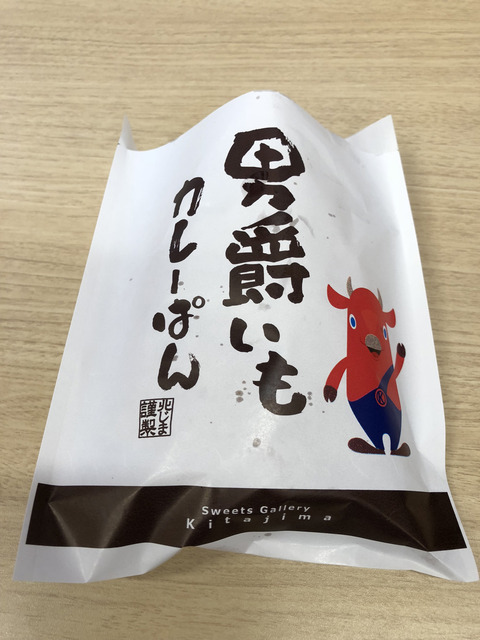 男爵いも
カレーぱん
北じま
謹製
K
Sweets Gallery
Kitajima